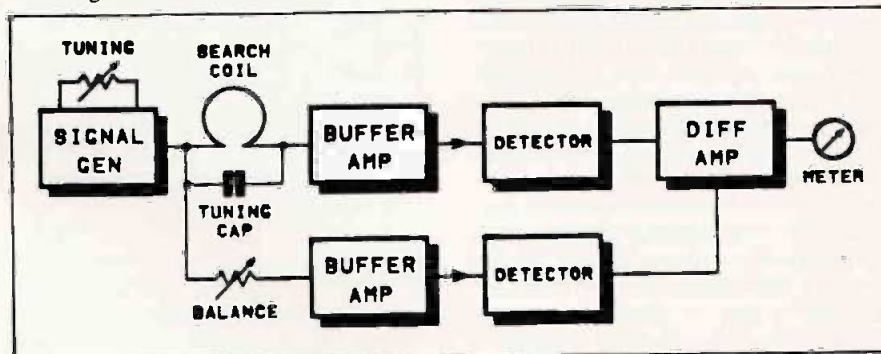 TUNING
SIGNAL
GEN
SEARCH
COIL
TUNING
CAP
BUFFER
AMP
DETECTOR
DIFF
AMP
METER
BALANCE
BUFFER
AMP
DETECTOR